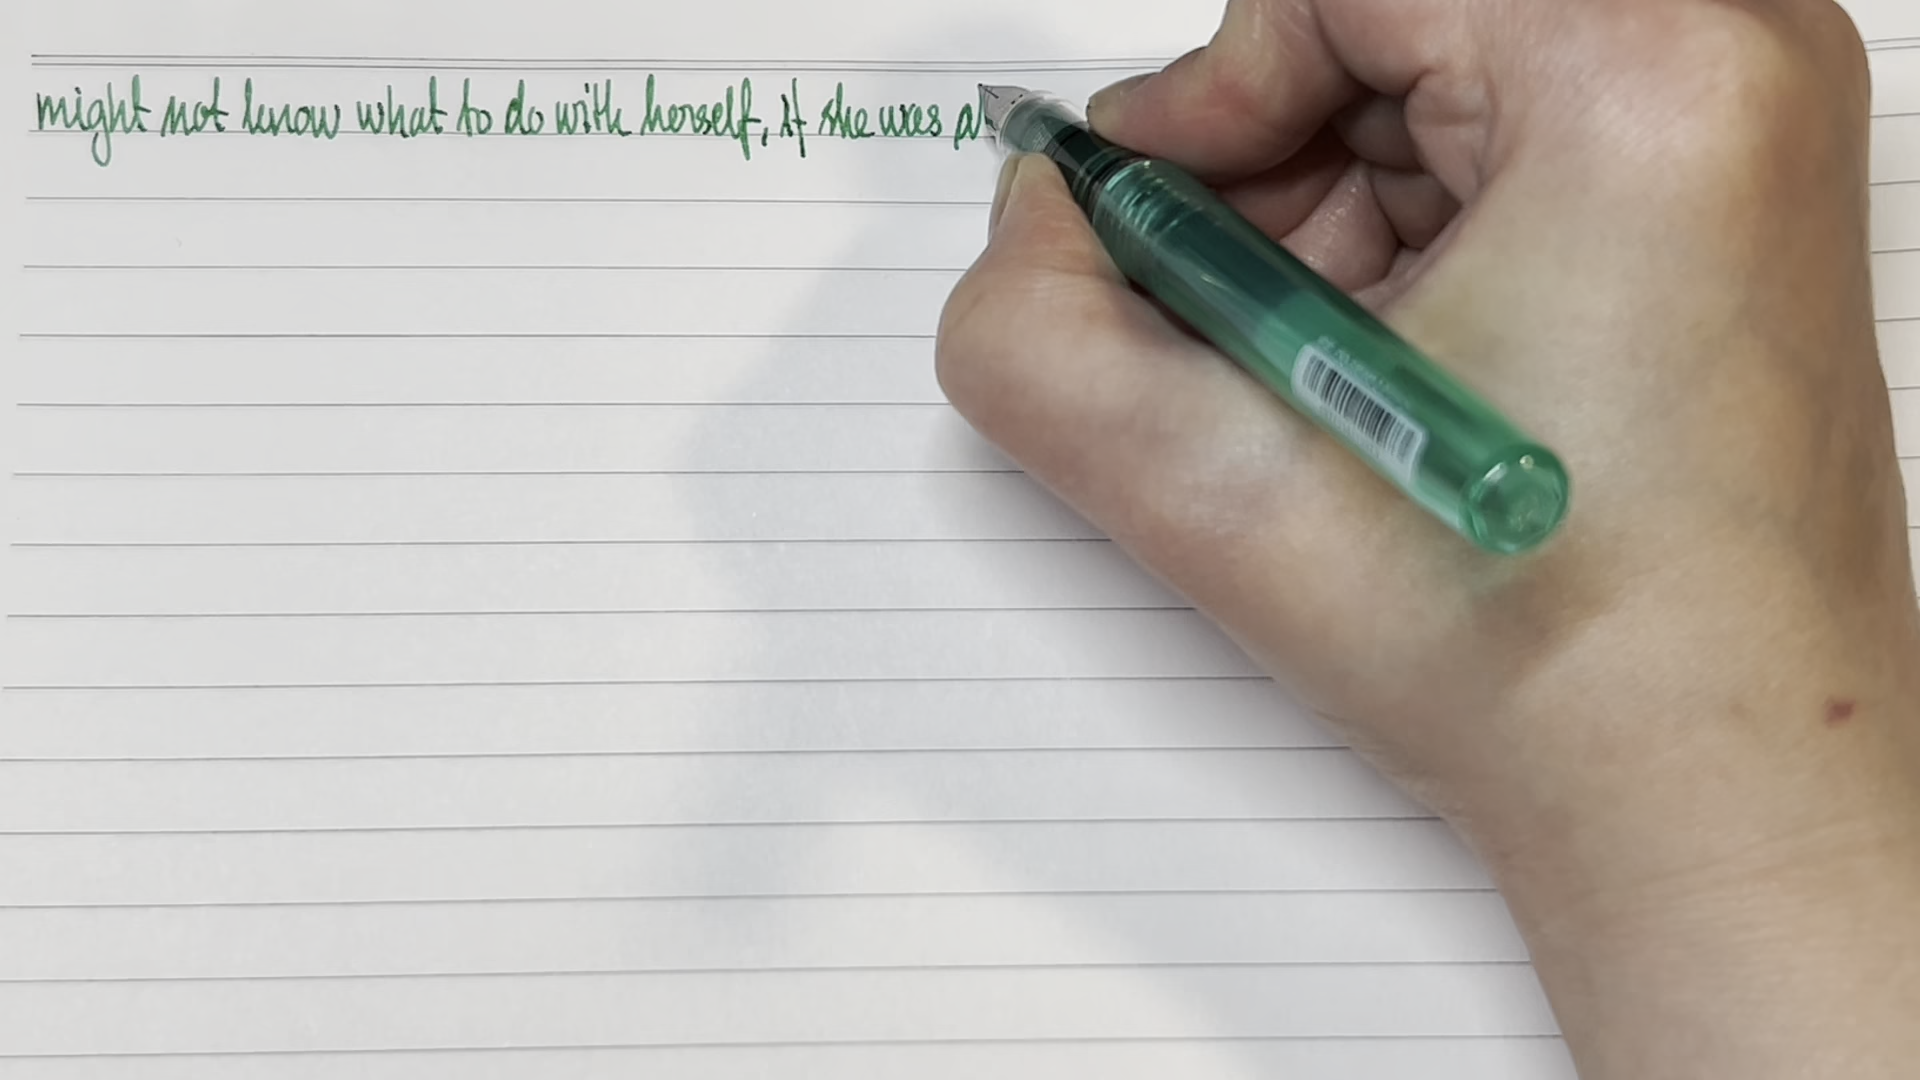 might not know what to do with herself, if she was